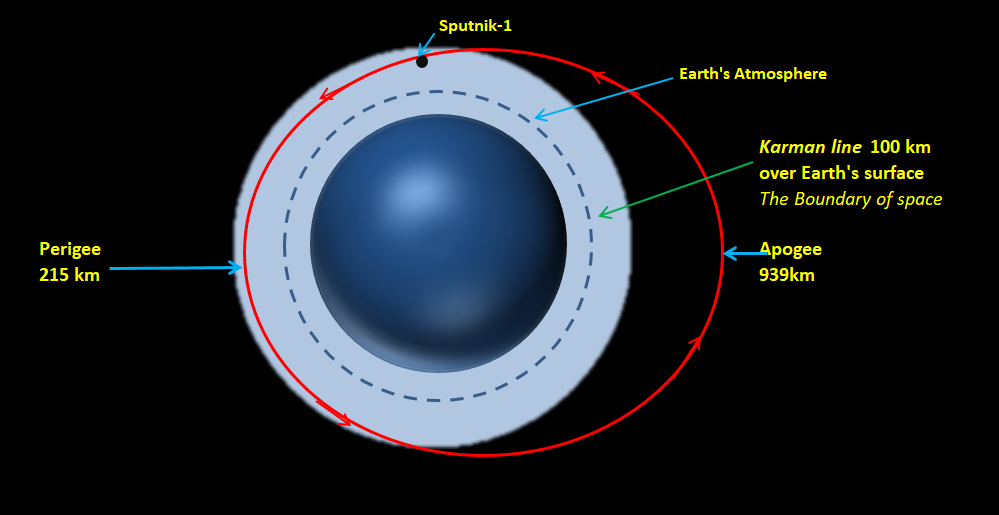 Sputnik-1
Earth's Atmosphere
Karman line 100 km
over Earth's surface
The Boundary of space
Perigee
215 km
Apogee
939km